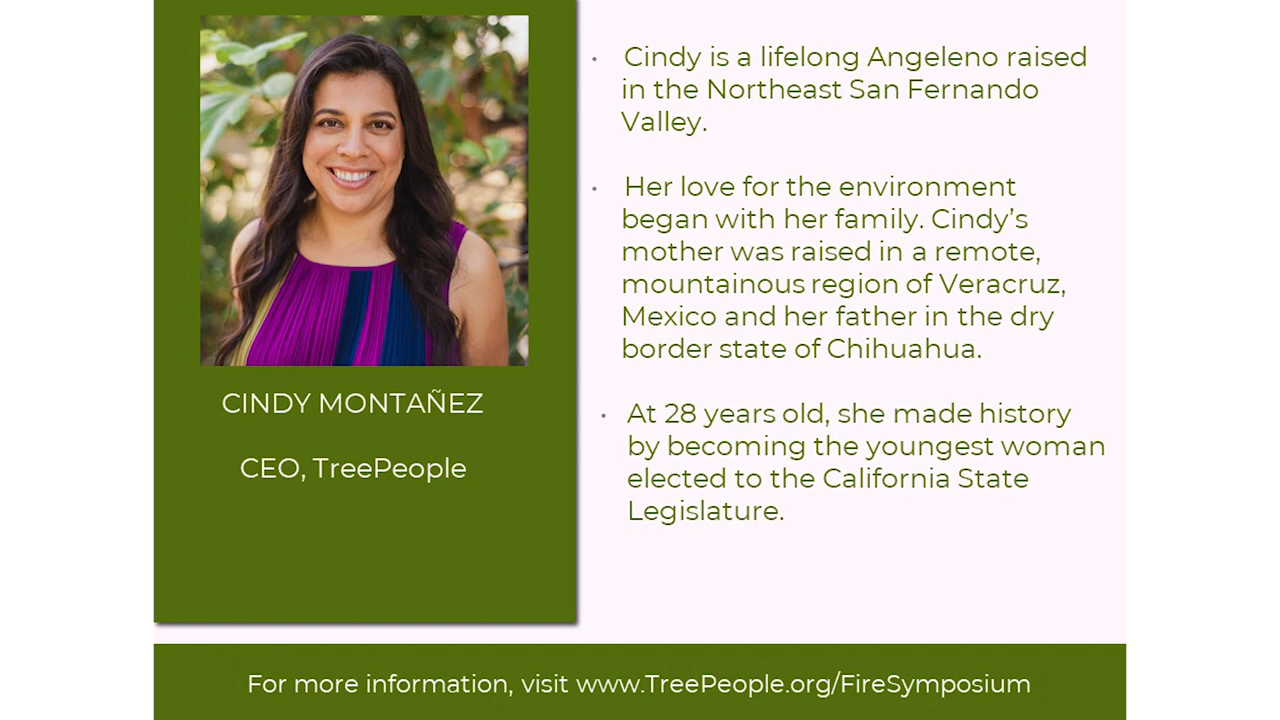 CINDY MONTAÑEZ
CEO, TreePeople
• Cindy is a lifelong Angeleno raised
in the Northeast San Fernando
Valley.
• Her love for the environment
began with her family. Cindy’s
mother was raised in a remote,
mountainous region of Veracruz,
Mexico and her father in the dry
border state of Chihuahua.
• At 28 years old, she made history
by becoming the youngest woman
elected to the California State
Legislature.
For more information, visit www.TreePeople.org/FireSymposium